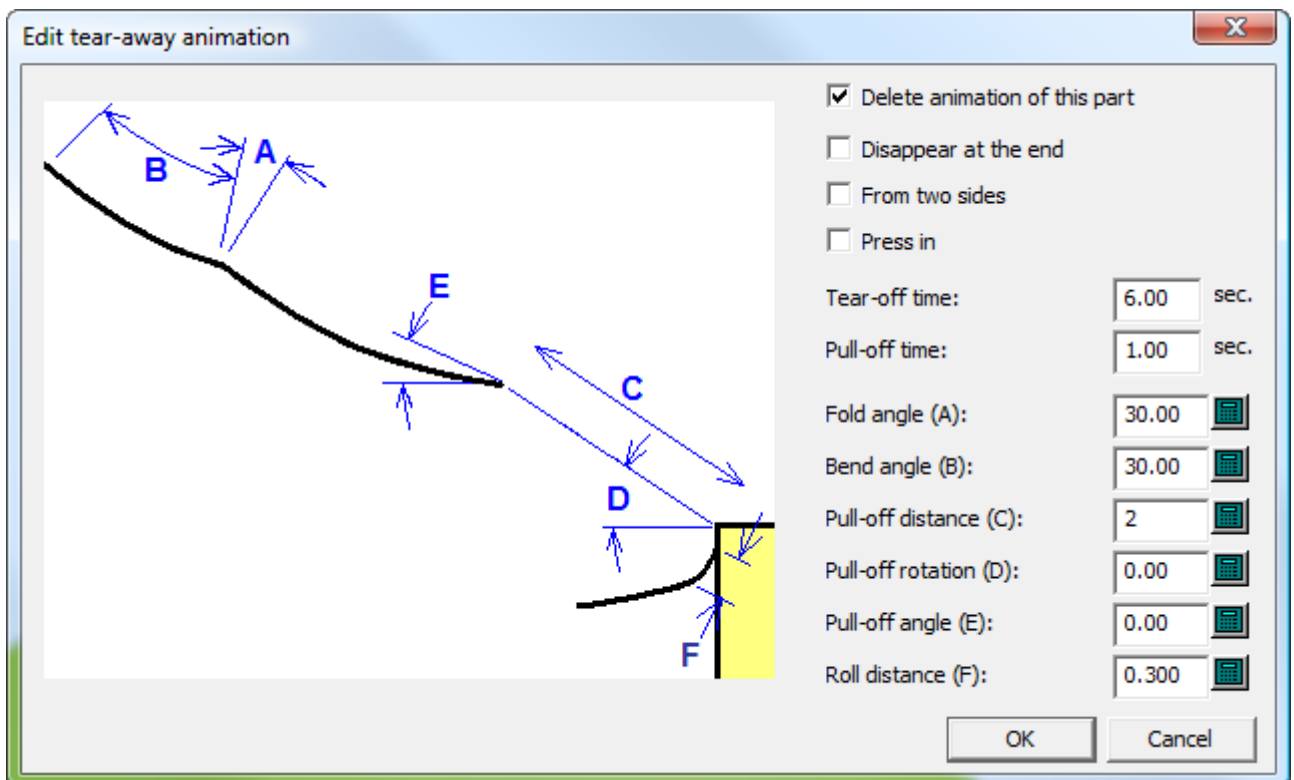 Edit tear-away animation
B
A
E
C
D
F
Delete animation of this part
Disappear at the end
From two sides
Press in
Tear-off time: 6.00 sec.
Pull-off time: 1.00 sec.
Fold angle (A): 30.00
Bend angle (B): 30.00
Pull-off distance (C): 2
Pull-off rotation (D): 0.00
Pull-off angle (E): 0.00
Roll distance (F): 0.300
OK Cancel